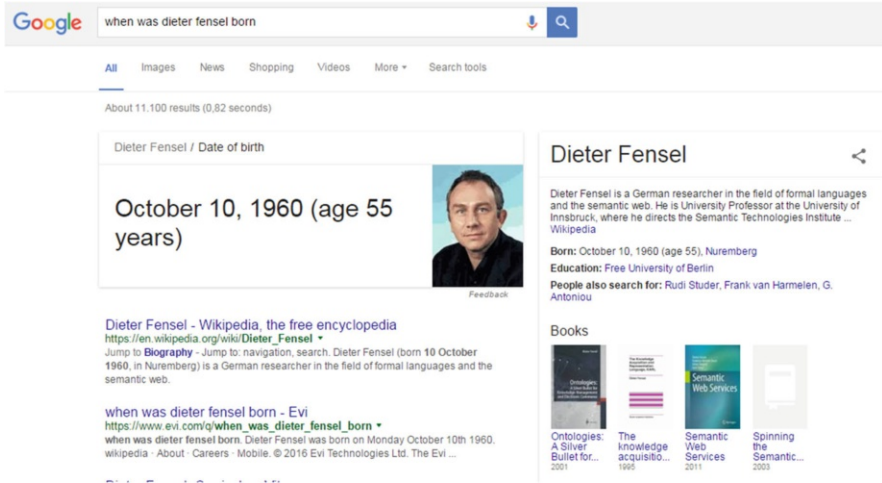 Google
when was dieter fensel born
All Images News Shopping Videos More Search tools
About 11.100 results (0,82 seconds)
Dieter Fensel / Date of birth
October 10, 1960 (age 55
years)
Feedback
Dieter Fensel - Wikipedia, the free encyclopedia
https://en.wikipedia.org/wiki/Dieter_Fensel
Jump to Biography - Jump to: navigation, search. Dieter Fensel (born 10 October
1960, in Nuremberg) is a German researcher in the field of formal languages and the
semantic web.
when was dieter fensel born - Evi
https://www.evi.com/q/when_was_dieter_fensel_born
when was dieter fensel born. Dieter Fensel was born on Monday October 10th 1960.
wikipedia · About · Careers · Mobile. © 2016 Evi Technologies Ltd. The Evi ...
Dieter Fensel
Dieter Fensel is a German researcher in the field of formal languages
and the semantic web. He is University Professor at the University of
Innsbruck, where he directs the Semantic Technologies Institute ...
Wikipedia
Born: October 10, 1960 (age 55), Nuremberg
Education: Free University of Berlin
People also search for: Rudi Studer, Frank van Harmelen, G.
Antoniou
Books
Ontologies:
Semantic
Web Services
Ontologies:
A Silver
Bullet for...
2001
The
knowledge
acquisitio...
1995
Semantic
Web
Services
2011
Spinning
the
Semantic...
2003